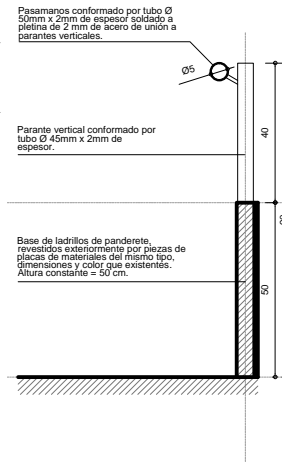 Pasamanos conformado por tubo Ø
50mm x 2mm de espesor soldado a
pletina de 2 mm de acero de unión a
parantes verticales.
Ø5
40
Parante vertical conformado por
tubo Ø 45mm x 2mm de
espesor.
Base de ladrillos de panderete,
revestidos exteriormente por piezas de
placas de materiales del mismo tipo,
dimensiones y color que existentes.
Altura constante = 50 cm.
50